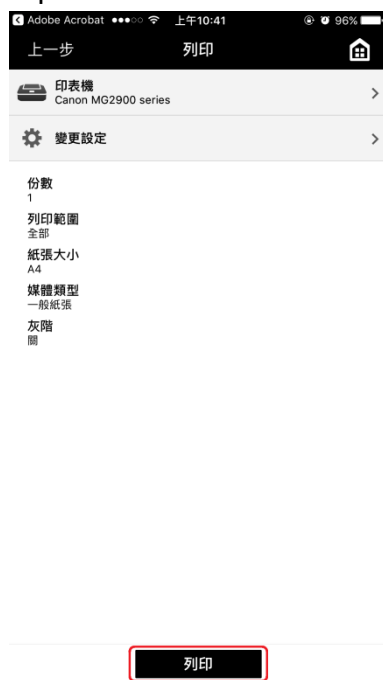 Adobe Acrobat 上午10:41 96%
上一步 列印
印表機
Canon MG2900 series
變更設定
份數
1
列印範圍
全部
紙張大小
A4
媒體類型
一般紙張
灰階
關
列印